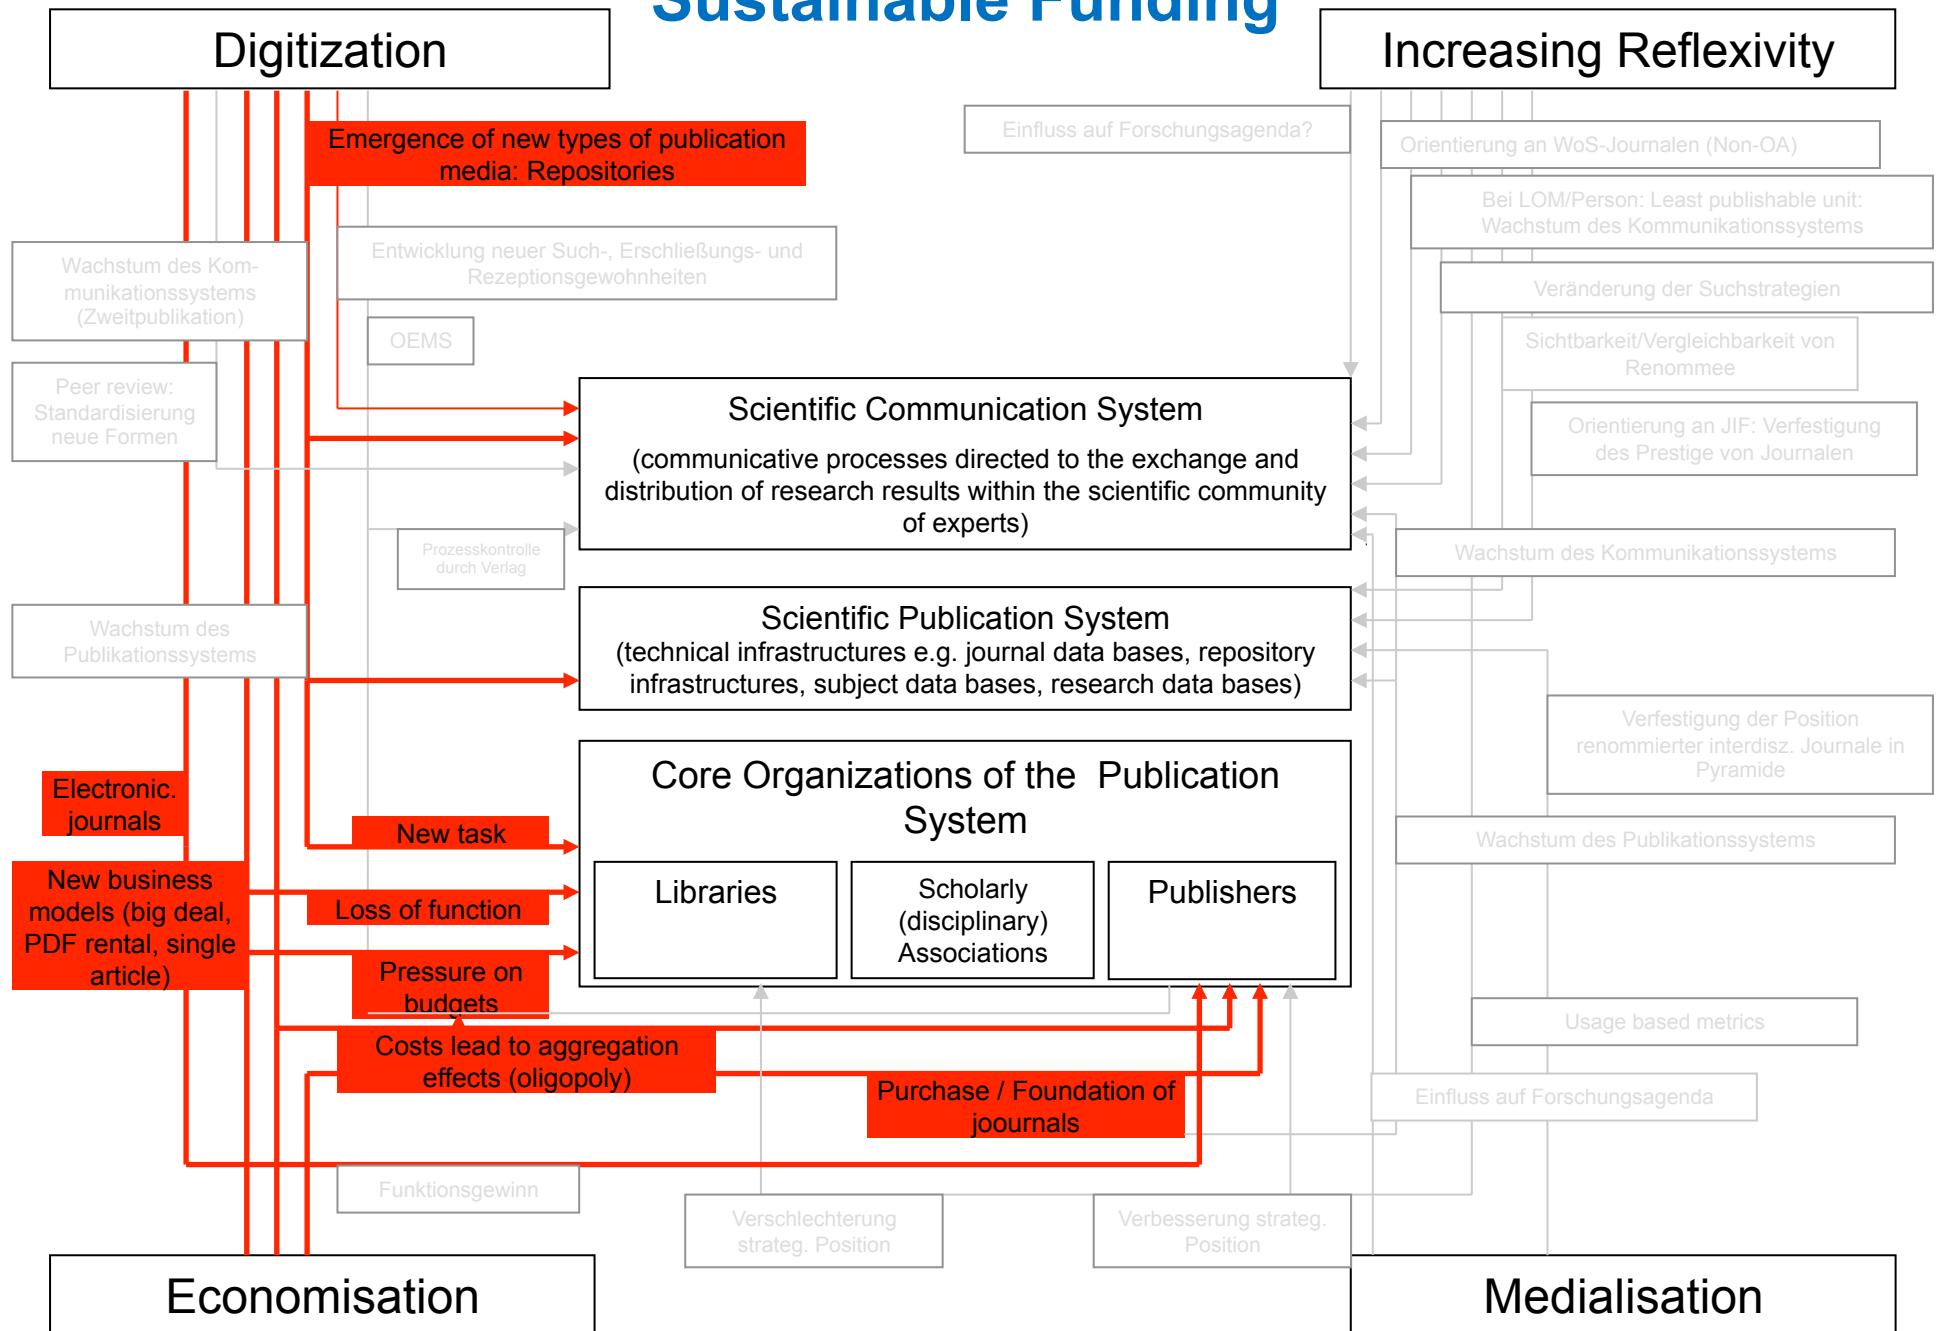 Sustainable Funding
Digitization
Increasing Reflexivity
Emergence of new types of publication
media: Repositories
Einfluss auf Forschungsagenda?
Orientierung an WoS-Journalen (Non-OA)
Bei LOM/Person: Least publishable unit:
Wachstum des Kommunikationssystems
Wachstum des Kom-
munikationssystems
(Zweitpublikation)
Entwicklung neuer Such-, Erschließungs- und
Rezeptionsgewohnheiten
Veränderung der Suchstrategien
OEMS
Sichtbarkeit/Vergleichbarkeit von
Renommee
Peer review:
Standardisierung
neue Formen
Scientific Communication System
(communicative processes directed to the exchange and
distribution of research results within the scientific community
of experts)
Orientierung an JIF: Verfestigung
des Prestige von Journalen
Prozesskontrolle
durch Verlag
Wachstum des Kommunikationssystems
Wachstum des
Publikationssystems
Scientific Publication System
(technical infrastructures e.g. journal data bases, repository
infrastructures, subject data bases, research data bases)
Verfestigung der Position
renommierter interdisz. Journale in
Pyramide
Electronic.
journals
Core Organizations of the Publication
System
New task
Wachstum des Publikationssystems
New business
models (big deal,
PDF rental, single
article)
Loss of function
Libraries
Scholarly
(disciplinary)
Associations
Publishers
Pressure on
budgets
Usage based metrics
Costs lead to aggregation
effects (oligopoly)
Purchase / Foundation of
joournals
Einfluss auf Forschungsagenda
Funktionsgewinn
Verschlechterung
strateg. Position
Verbesserung strateg.
Position
Economisation
Medialisation